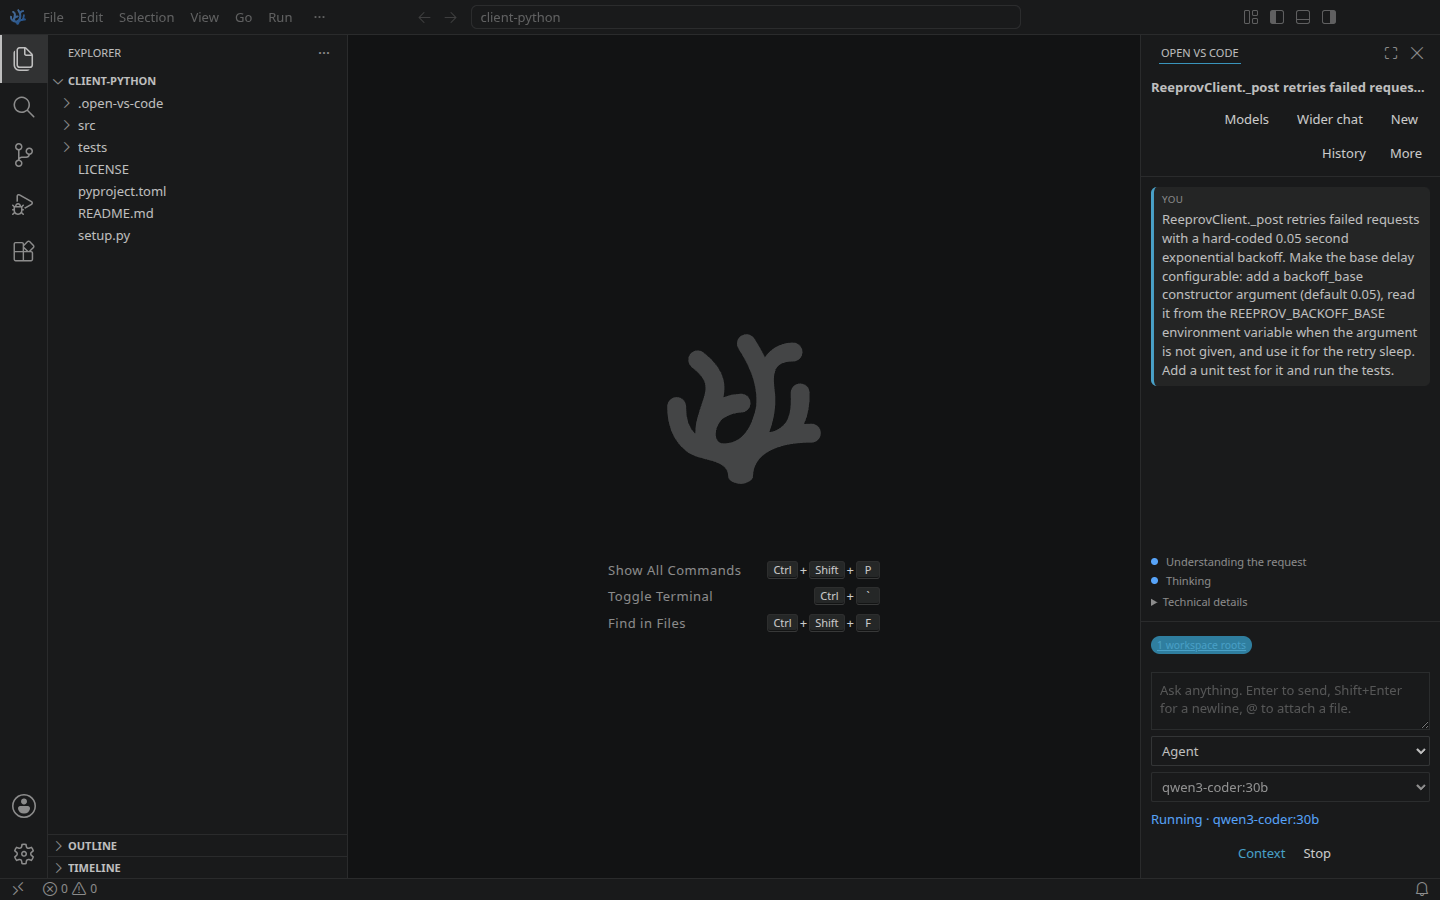 File Edit Selection View Go Run ···
client-python
EXPLORER
CLIENT-PYTHON
.open-vs-code
src
tests
LICENSE
pyproject.toml
README.md
setup.py
OUTLINE
TIMELINE
0 0
Show All Commands Ctrl + Shift + P
Toggle Terminal Ctrl + `
Find in Files Ctrl + Shift + F
OPEN VS CODE
ReeprovClient._post retries failed reques...
Models Wider chat New
History More
YOU
ReeprovClient._post retries failed requests
with a hard-coded 0.05 second
exponential backoff. Make the base delay
configurable: add a backoff_base
constructor argument (default 0.05), read
it from the REEPROV_BACKOFF_BASE
environment variable when the argument
is not given, and use it for the retry sleep.
Add a unit test for it and run the tests.
Understanding the request
Thinking
Technical details
1 workspace roots
Ask anything. Enter to send, Shift+Enter
for a newline, @ to attach a file.
Agent
qwen3-coder:30b
Running · qwen3-coder:30b
Context Stop